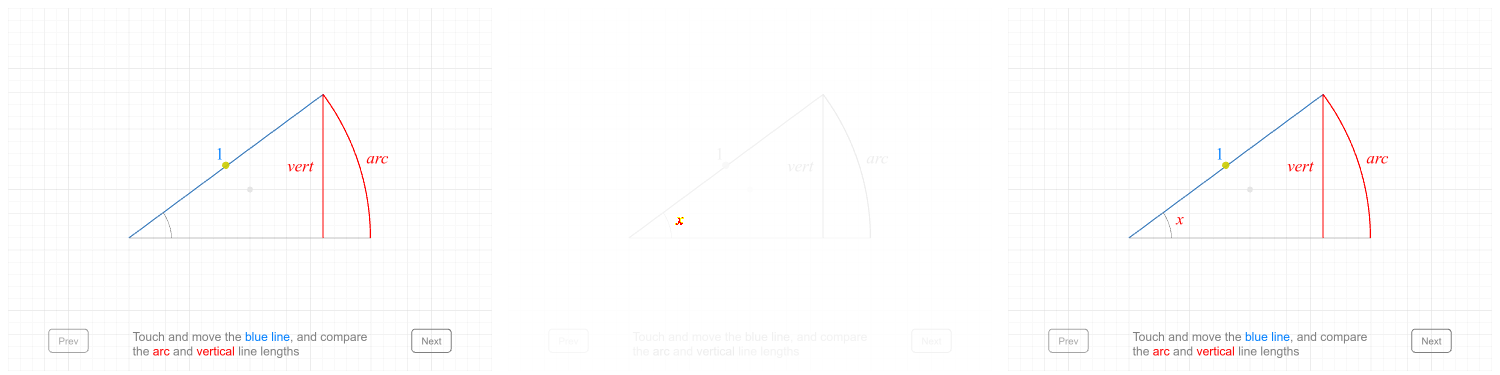 1
vert
arc
Prev
Touch and move the blue line, and compare
the arc and vertical line lengths
Next
1
vert
arc
x
Prev
Touch and move the blue line, and compare
the arc and vertical line lengths
Next
1
vert
arc
x
Prev
Touch and move the blue line, and compare
the arc and vertical line lengths
Next